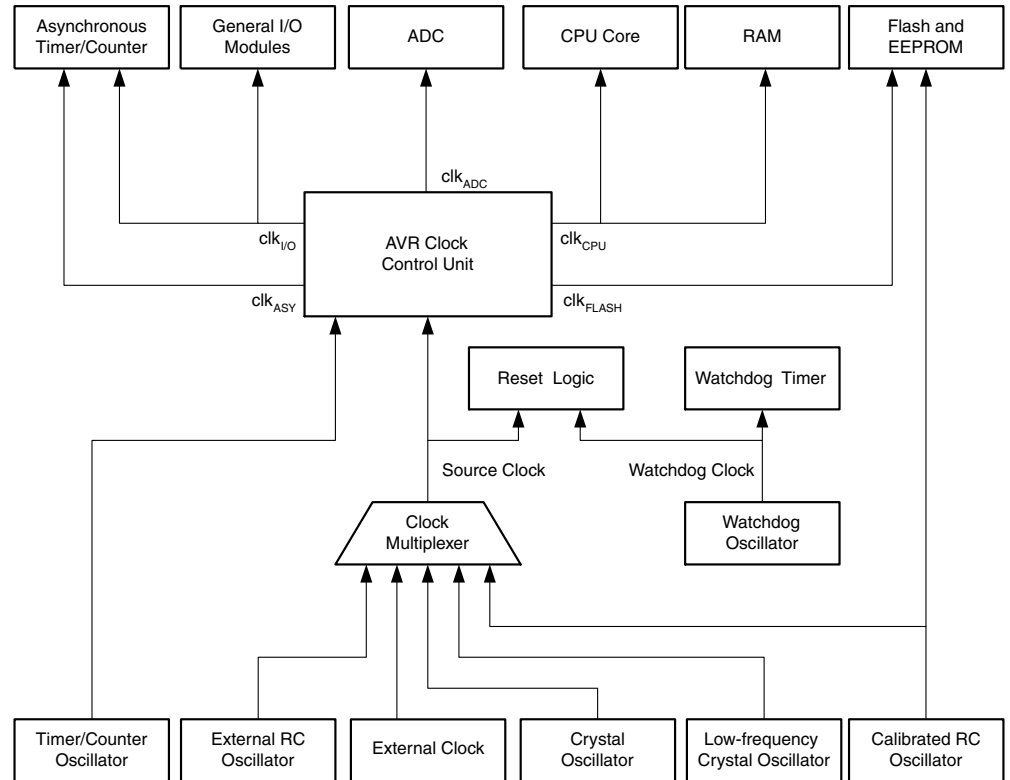 Asynchronous
Timer/Counter
General I/O
Modules
ADC
CPU Core
RAM
Flash and
EEPROM
clkADC
clkI/O
AVR Clock
Control Unit
clkCPU
clkASY
clkFLASH
Reset Logic
Watchdog Timer
Source Clock
Watchdog Clock
Clock
Multiplexer
Watchdog
Oscillator
Timer/Counter
Oscillator
External RC
Oscillator
External Clock
Crystal
Oscillator
Low-frequency
Crystal Oscillator
Calibrated RC
Oscillator